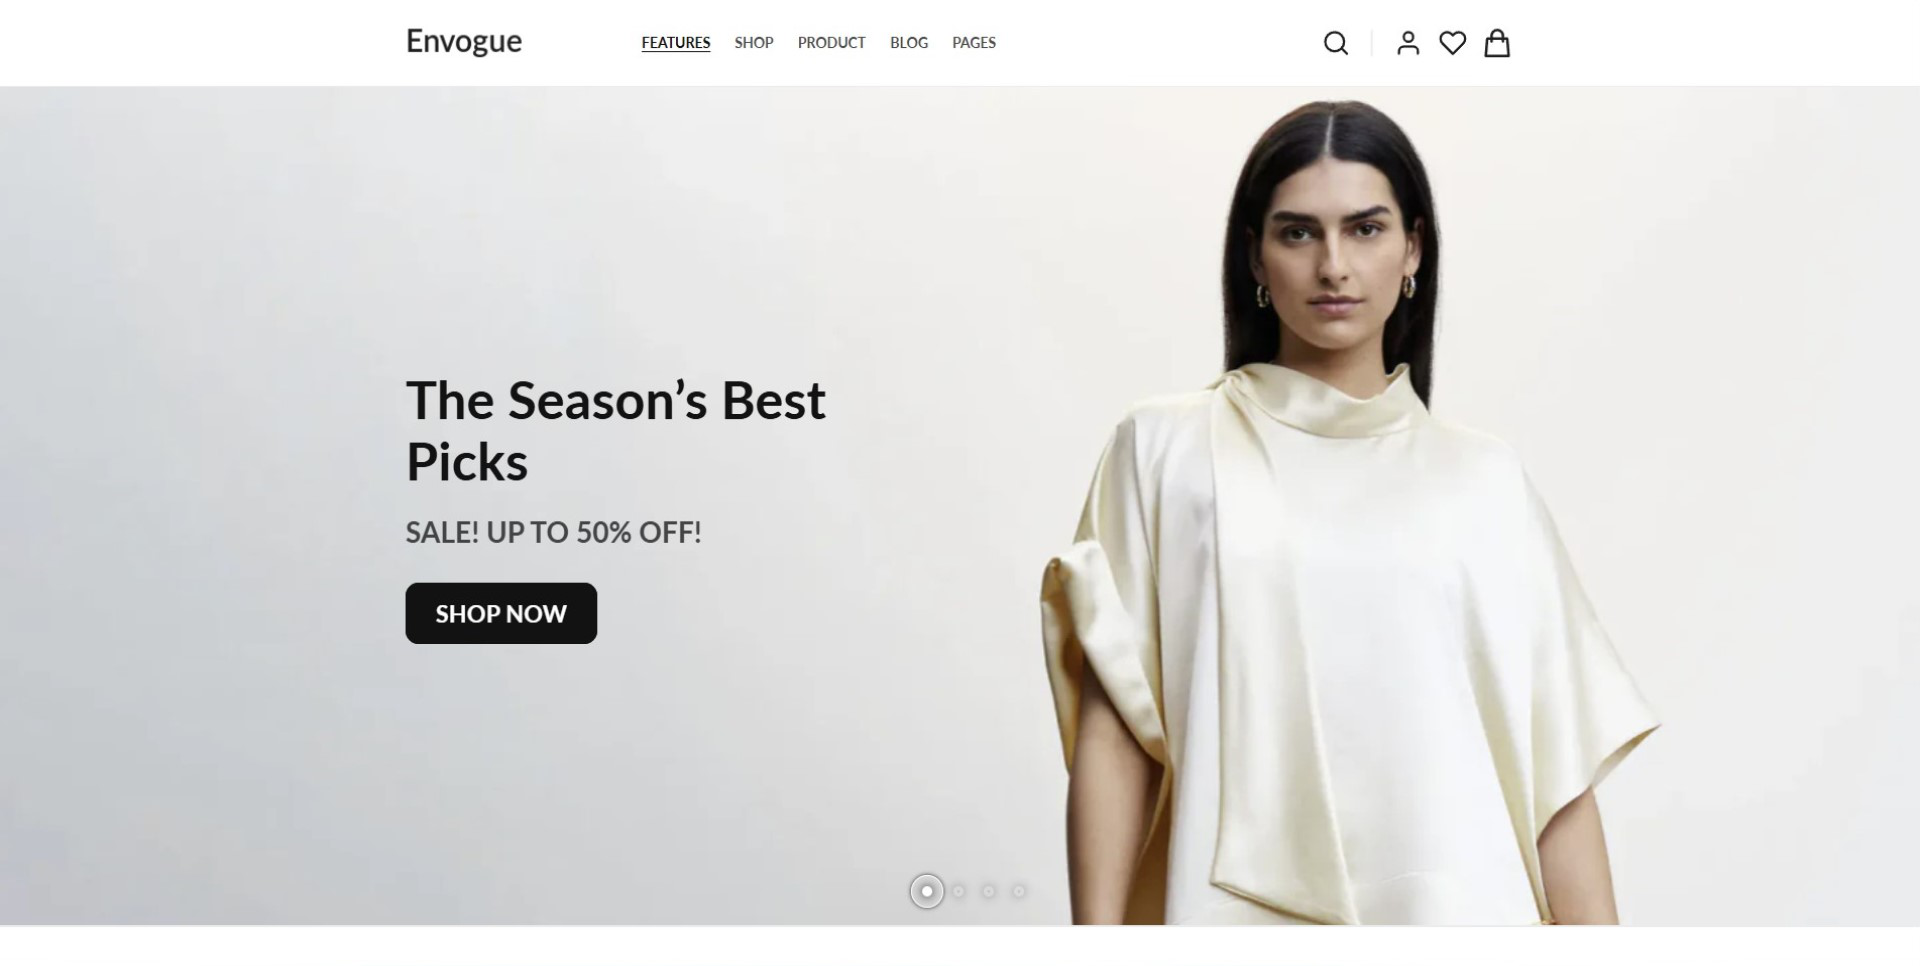 Envogue
FEATURES SHOP PRODUCT BLOG PAGES
The Season’s Best
Picks
SALE! UP TO 50% OFF!
SHOP NOW